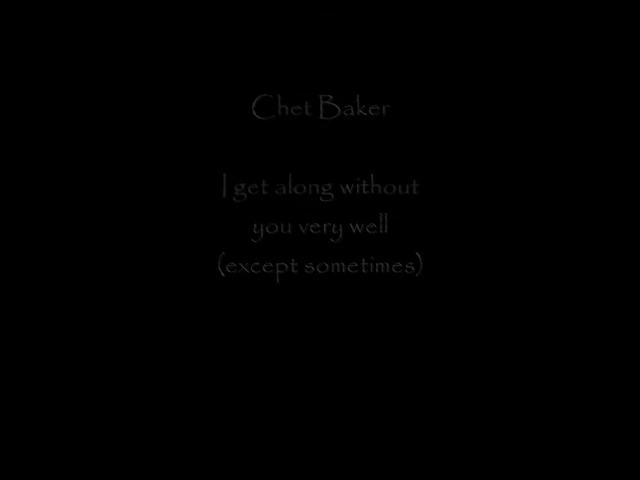 Chet Baker
I get along without
you very well
(except sometimes)